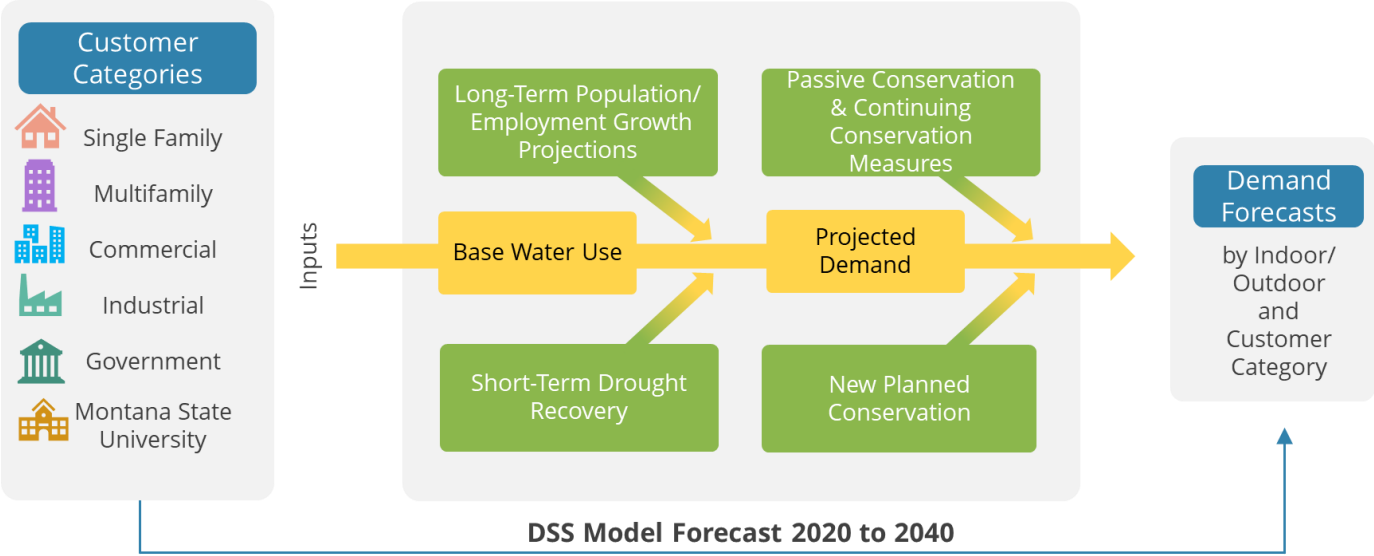 Customer
Categories
Single Family
Multifamily
Commercial
Industrial
Government
Montana State
University
Inputs
Long-Term Population/
Employment Growth
Projections
Passive Conservation
& Continuing
Conservation
Measures
Base Water Use
Projected
Demand
Short-Term Drought
Recovery
New Planned
Conservation
Demand
Forecasts
by Indoor/
Outdoor
and
Customer
Category
DSS Model Forecast 2020 to 2040